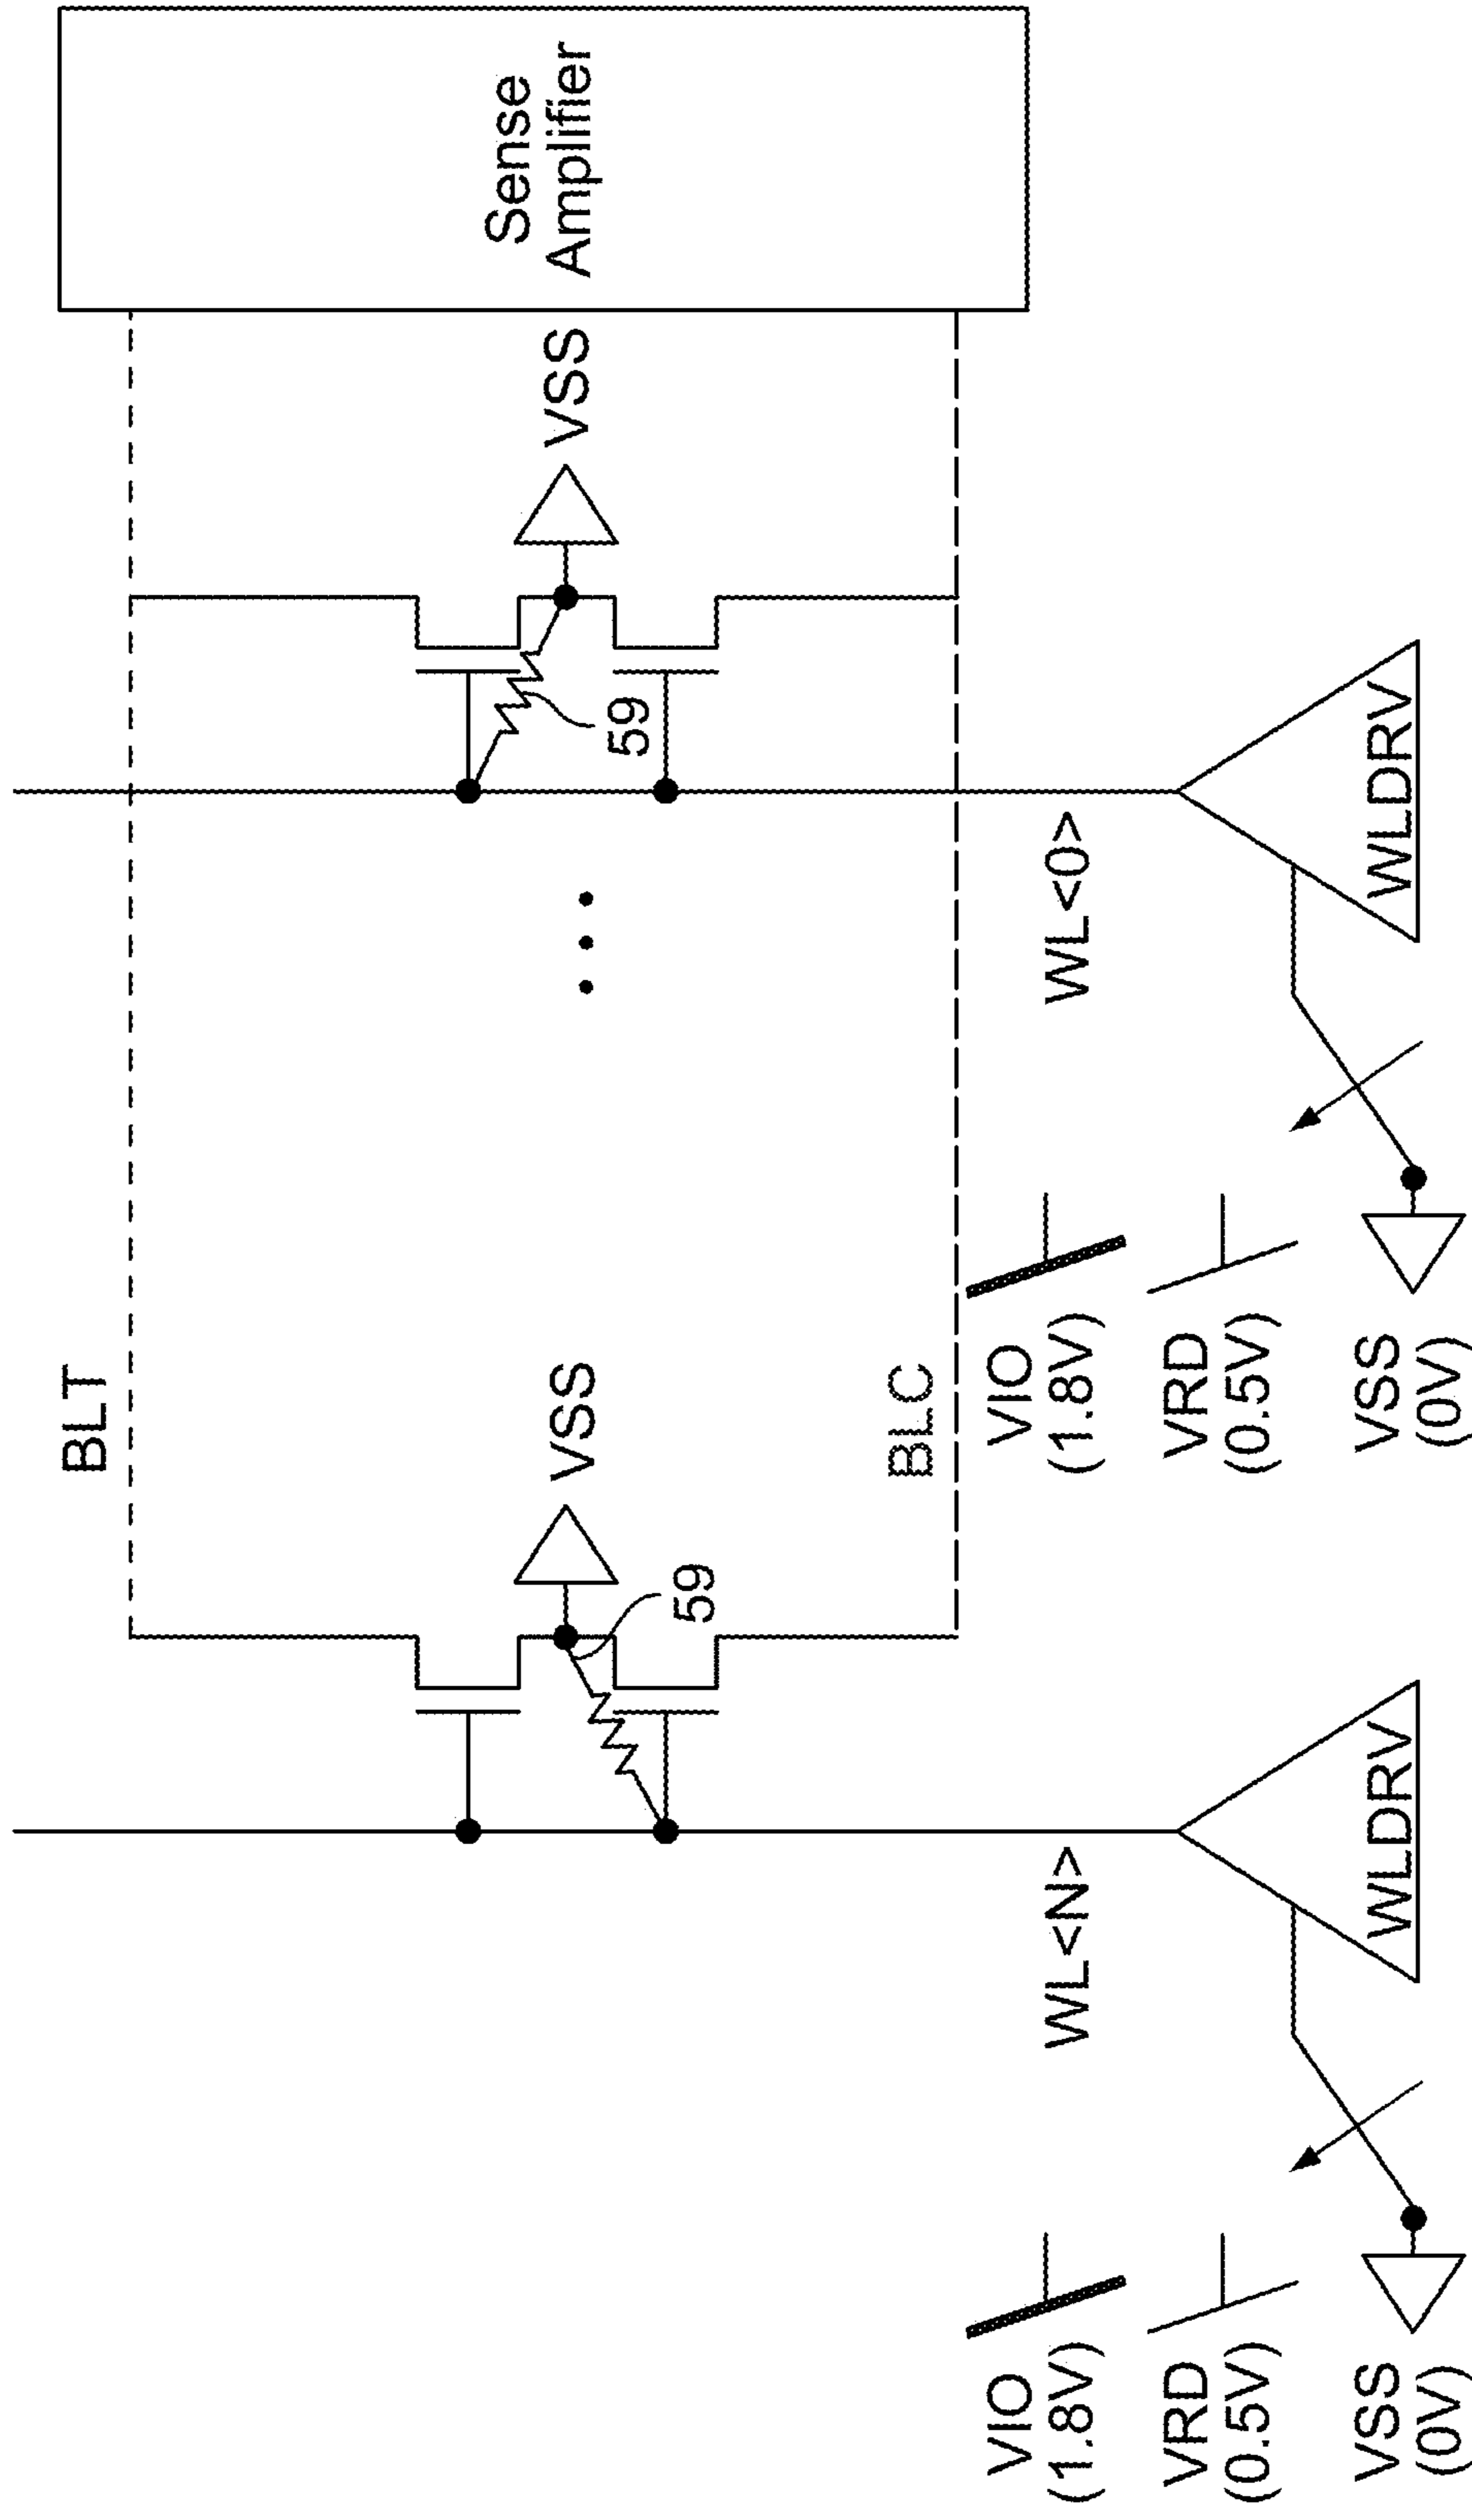 BLT
Sense
Amplifier
VSS
59
VSS
59
BLC
WL<N>
WL<0>
VIO
(1.8V)
VRD
(0.5V)
VSS
(0V)
WLDRV
VIO
(1.8V)
VRD
(0.5V)
VSS
(0V)
WLDRV